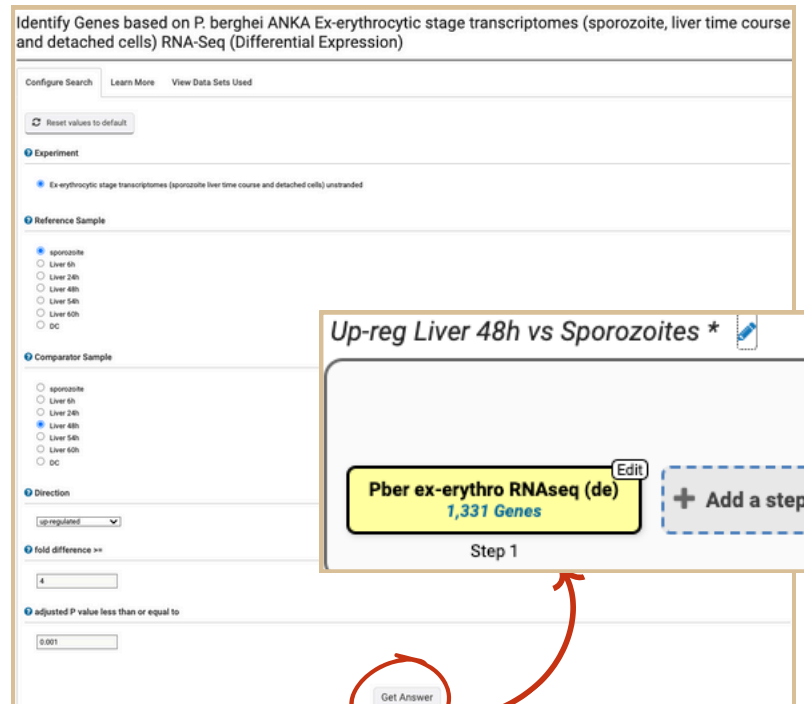 Identify Genes based on P. berghei ANKA Ex-erythrocytic stage transcriptomes (sporozoite, liver time course
and detached cells) RNA-Seq (Differential Expression)
Configure Search Learn More View Data Sets Used
Reset values to default
Experiment
Ex-erythrocytic stage transcriptomes (sporozoite liver time course and detached cells) unstranded
Reference Sample
sporozoite
Liver 6h
Liver 24h
Liver 48h
Liver 54h
Liver 60h
DC
Comparator Sample
sporozoite
Liver 6h
Liver 24h
Liver 48h
Liver 54h
Liver 60h
DC
Direction
up-regulated
fold difference >=
4
adjusted P value less than or equal to
0.001
Get Answer
Up-reg Liver 48h vs Sporozoites *
Edit
Pber ex-erythro RNAseq (de)
1,331 Genes
+ Add a step
Step 1